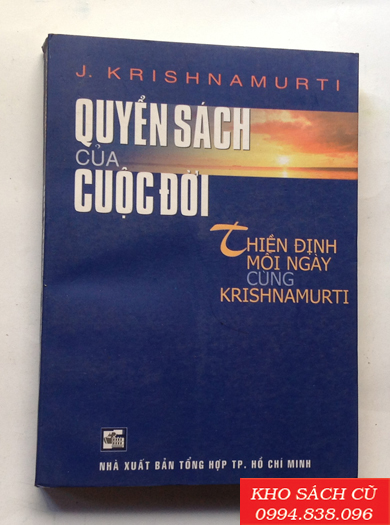 J. KRISHNAMURTI
QUYỂN SÁCH
CỦA
CUỘC ĐỜI
THIỀN ĐỊNH
MỖI NGÀY
CÙNG
KRISHNAMURTI
NHÀ XUẤT BẢN TỔNG HỢP TP. HỒ CHÍ MINH
KHO SÁCH CŨ
0994.838.096